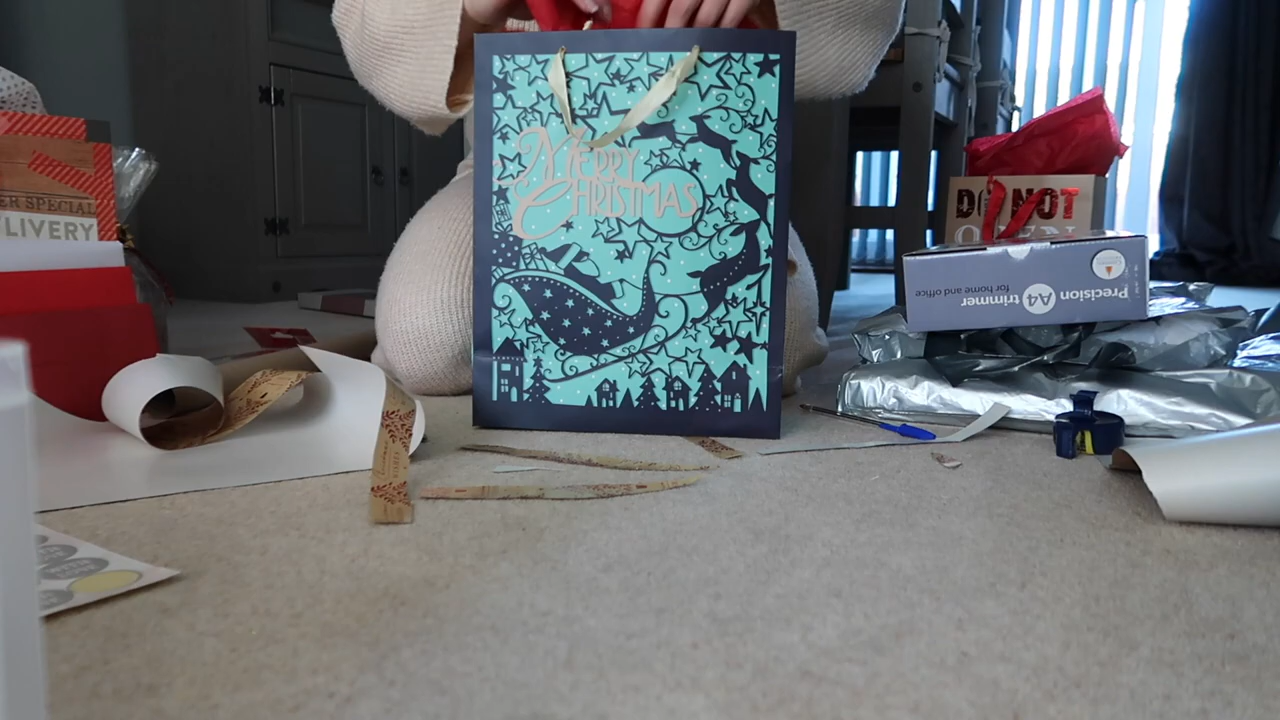 MERRY
CHRISTMAS
ER SPECIAL
LIVERY
DO NOT
OPEN
Precision A4 trimmer
for home and office